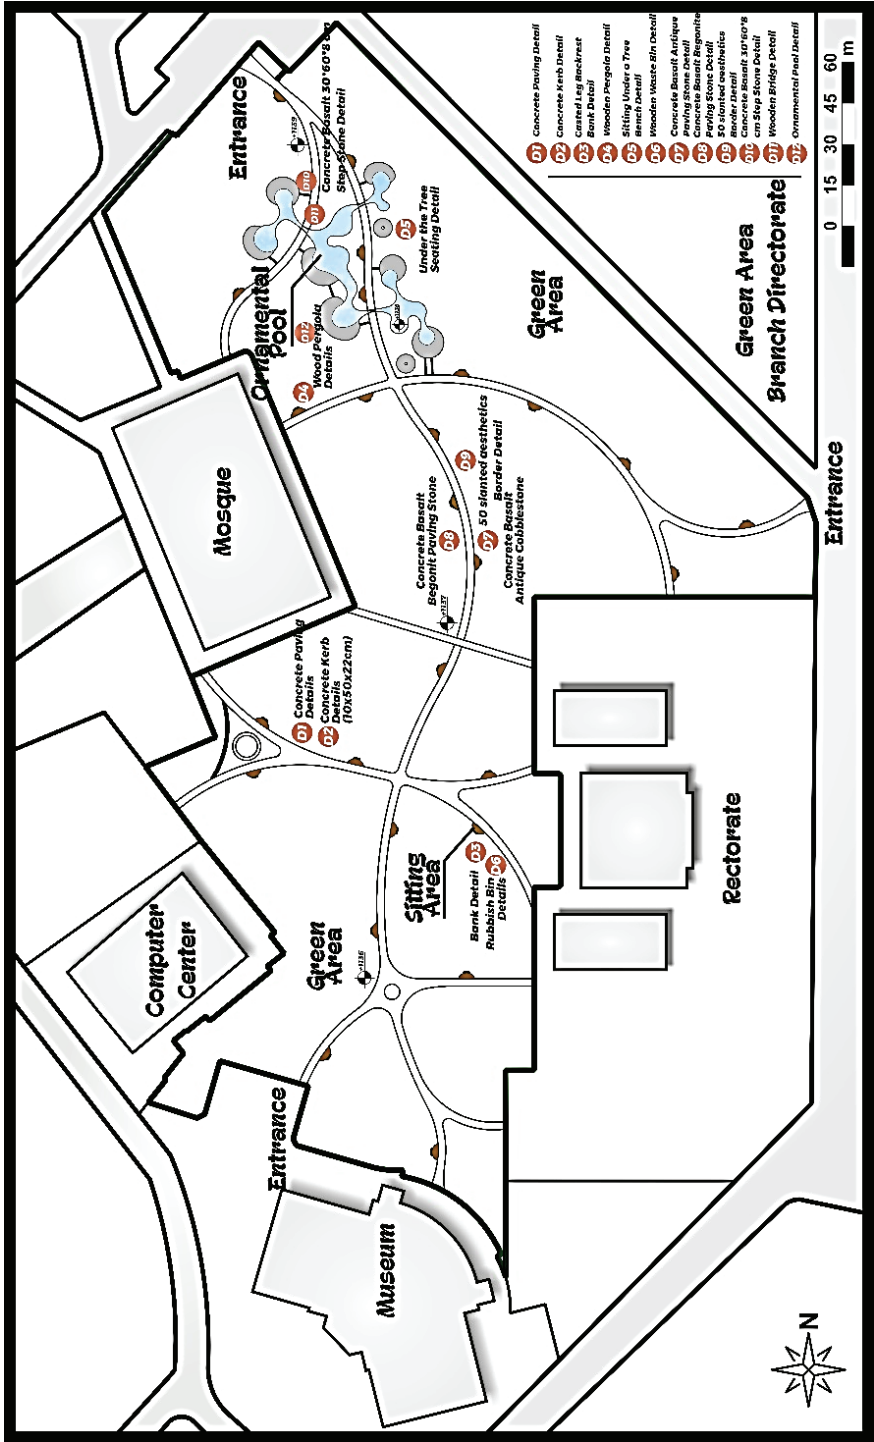 Computer
Center
Mosque
Entrance
Entrance
Ornamental
Pool
D12
D4
Wood Pergola
Details
D10
D11
Concrete Basalt 30*60*8 cm
Step Stone Detail
+1139
D1
Concrete Paving
Details
D2
Concrete Kerb
Details
(10x50x22cm)
Green
Area
+1136
Museum
+1138
D5
Under the Tree
Seating Detail
Sitting
Area
D3
Bank Detail
D6
Rubbish Bin
Details
Concrete Basalt
Begonit Paving Stone
D8
+1137
D9
50 slanted aesthetics
Border Detail
D7
Concrete Basalt
Antique Cobblestone
Green
Area
D1 Concrete Paving Detail
D2 Concrete Kerb Detail
D3 Casted Leg Backrest
Bank Detail
D4 Wooden Pergola Detail
D5 Sitting Under a Tree
Bench Detail
D6 Wooden Waste Bin Detail
D7 Concrete Basalt Antique
Paving Stone Detail
D8 Concrete Basalt Begonite
Paving Stone Detail
D9 50 slanted aesthetics
Border Detail
D10 Concrete Basalt 30*60*8
cm Step Stone Detail
D11 Wooden Bridge Detail
D12 Ornamental Pool Detail
Rectorate
Green Area
Branch Directorate
Entrance
N
0 15 30 45 60
m